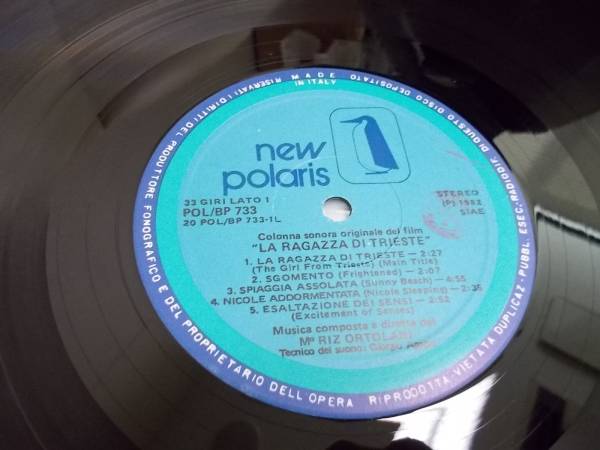 MADE
IN ITALY
new
polaris
33 GIRI LATO 1
POL/BP 733
20 POL/BP 733-1L
STEREO
(P) 1982
SIAE
Colonna sonora originale del film
"LA RAGAZZA DI TRIESTE"
1. LA RAGAZZA DI TRIESTE — 2:27
(The Girl From Trieste) (Main Title)
2. SGOMENTO (Frightened) — 2:07
3. SPIAGGIA ASSOLATA (Sunny Beach) — 4:55
4. NICOLE ADDORMENTATA (Nicole Sleeping) — 2:35
5. ESALTAZIONE DEI SENSI — 2:52
(Excitement of Senses)
Musica composta e diretta dal
Mº RIZ ORTOLANI
Tecnico del suono: Giorgio
RISERVATI I DIRITTI DEL PRODUTTORE FONOGRAFICO E DEL PROPRIETARIO DELL'OPERA
RIPRODOTTA, VIETATA DUPLICAZ - PUBBL. ESEC. RADIODIF. DI QUESTO DISCO DEPOSITATO